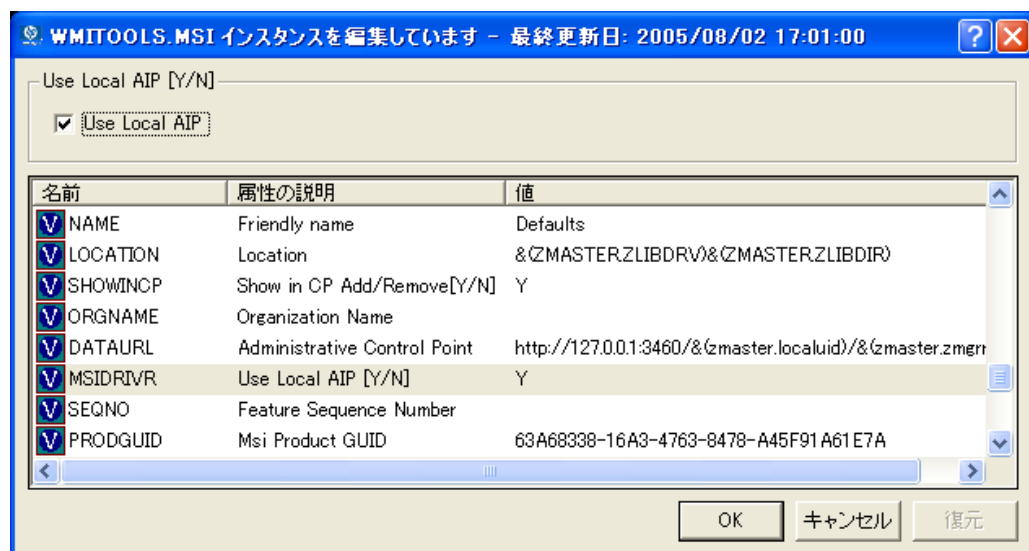 WMITOOLS.MSI インスタンスを編集しています - 最終更新日: 2005/08/02 17:01:00
Use Local AIP [Y/N]
Use Local AIP
名前 属性の説明 値
V NAME Friendly name Defaults
V LOCATION Location &(ZMASTER.ZLIBDRV)&(ZMASTER.ZLIBDIR)
V SHOWINCP Show in CP Add/Remove[Y/N] Y
V ORGNAME Organization Name
V DATAURL Administrative Control Point http://127.0.0.1:3460/&(zmaster.localuid)/&(zmaster.zmgrr
V MSIDRIVR Use Local AIP [Y/N] Y
V SEQNO Feature Sequence Number
V PRODGUID Msi Product GUID 63A68338-16A3-4763-8478-A45F91A61E7A
OK キャンセル 復元